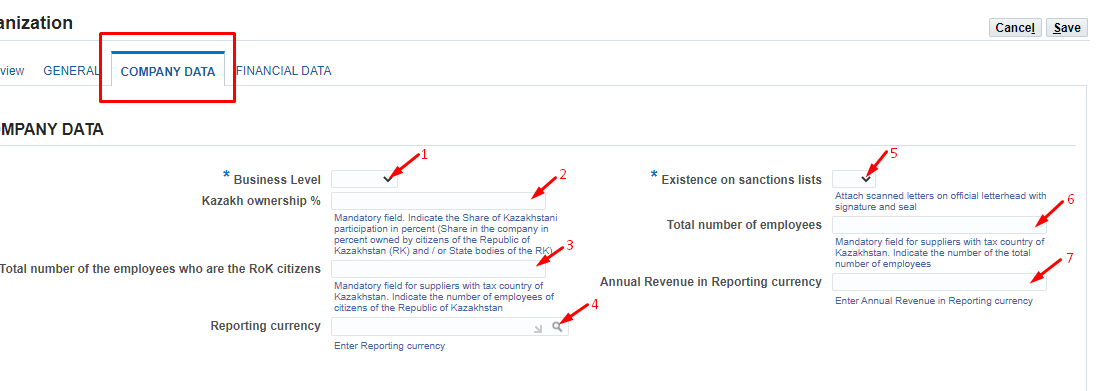 anization
Cancel Save
view GENERAL COMPANY DATA FINANCIAL DATA
OMPANY DATA
* Business Level 1
Kazakh ownership % 2
Mandatory field. Indicate the Share of Kazakhstani
participation in percent (Share in the company in
percent owned by citizens of the Republic of
Kazakhstan (RK) and / or State bodies of the RK)
Total number of the employees who are the RoK citizens 3
Mandatory field for suppliers with tax country of
Kazakhstan. Indicate the number of employees of
citizens of the Republic of Kazakhstan
Reporting currency 4
Enter Reporting currency
* Existence on sanctions lists 5
Attach scanned letters on official letterhead with
signature and seal
Total number of employees 6
Mandatory field for suppliers with tax country of
Kazakhstan. Indicate the number of the total
number of employees
Annual Revenue in Reporting currency 7
Enter Annual Revenue in Reporting currency